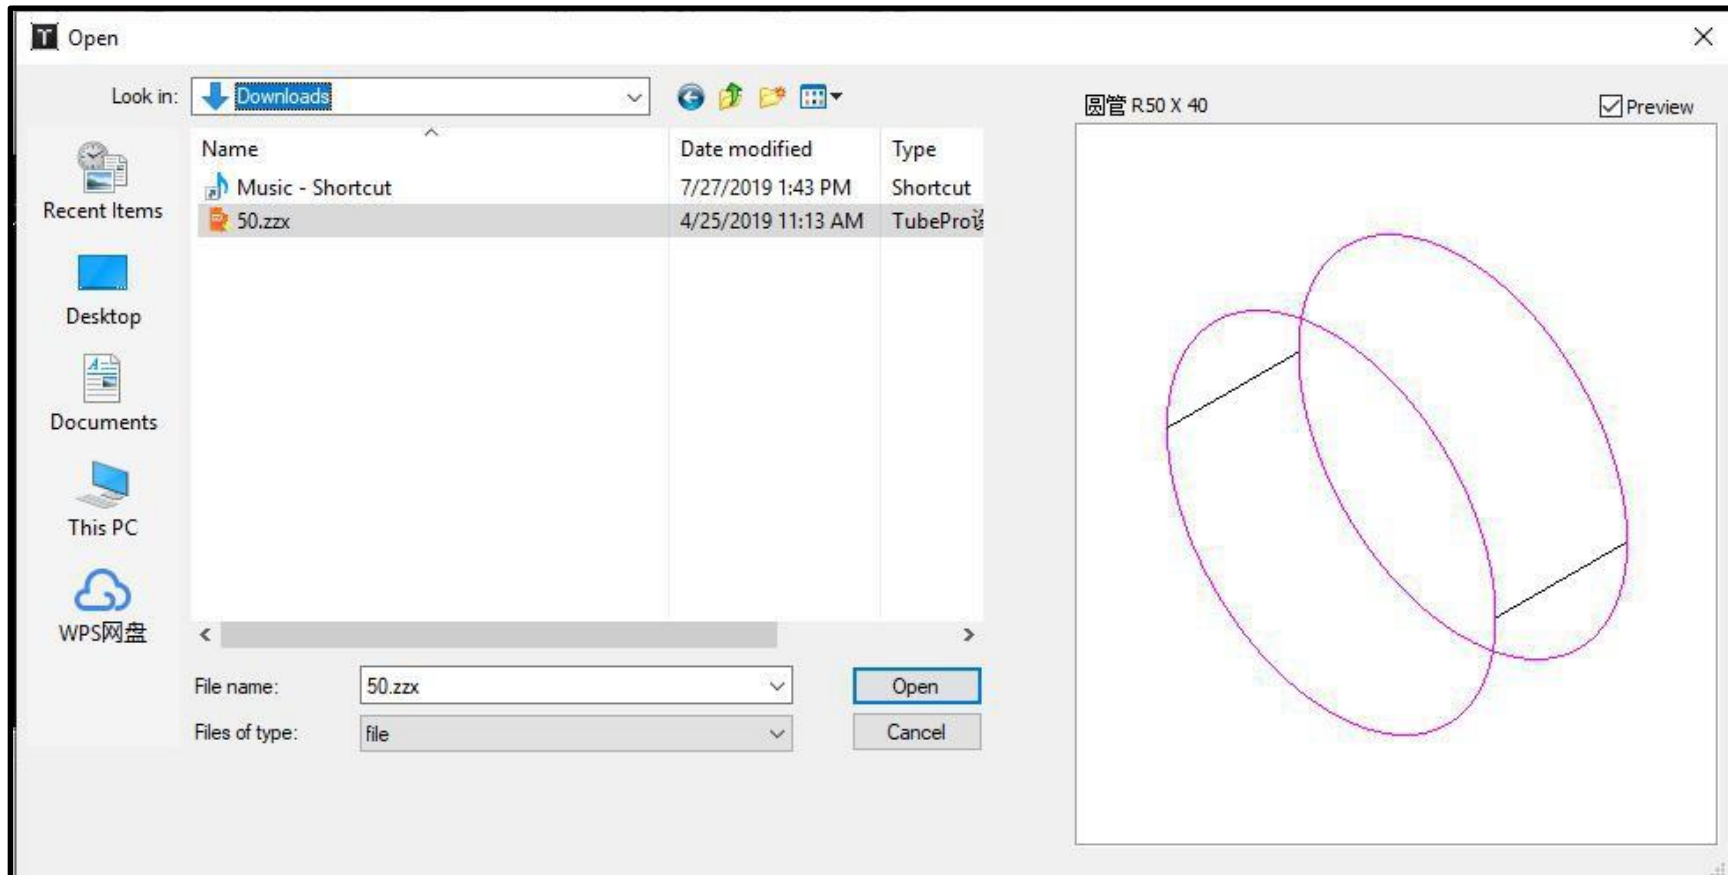 Open
Look in: Downloads
圆管 R50 X 40
Preview
Name Date modified Type
Music - Shortcut 7/27/2019 1:43 PM Shortcut
50.zzx 4/25/2019 11:13 AM TubePro
Recent Items
Desktop
Documents
This PC
WPS网盘
File name: 50.zzx Open
Files of type: file Cancel